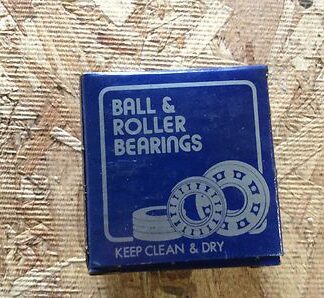 BALL &
ROLLER
BEARINGS
KEEP CLEAN & DRY